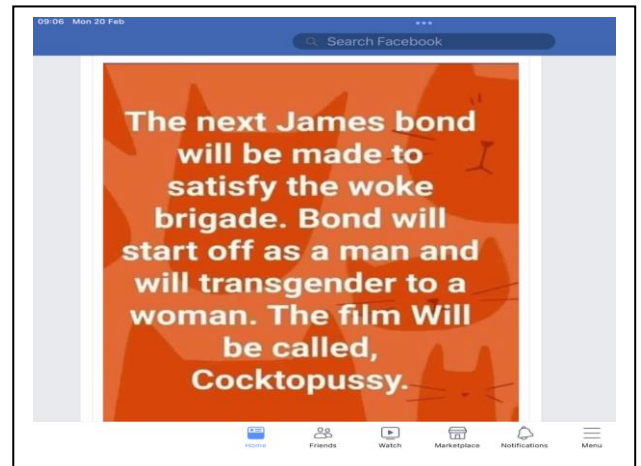 09:06 Mon 20 Feb
Search Facebook
The next James bond
will be made to
satisfy the woke
brigade. Bond will
start off as a man and
will transgender to a
woman. The film Will
be called,
Cocktopussy.
Home Friends Watch Marketplace Notifications Menu